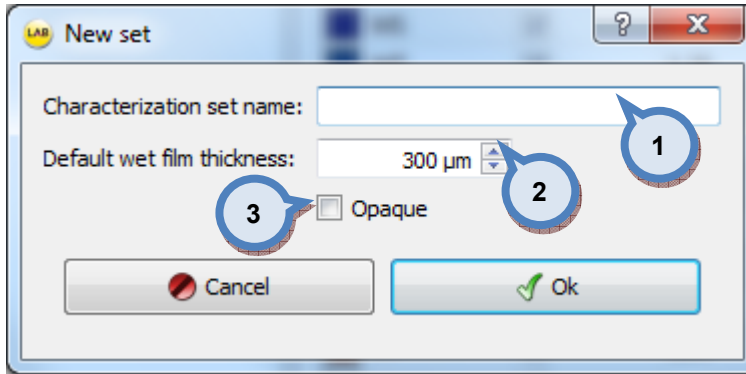 LAB New set ?
Characterization set name: 1
Default wet film thickness: 300 µm 2
3 Opaque
Cancel Ok